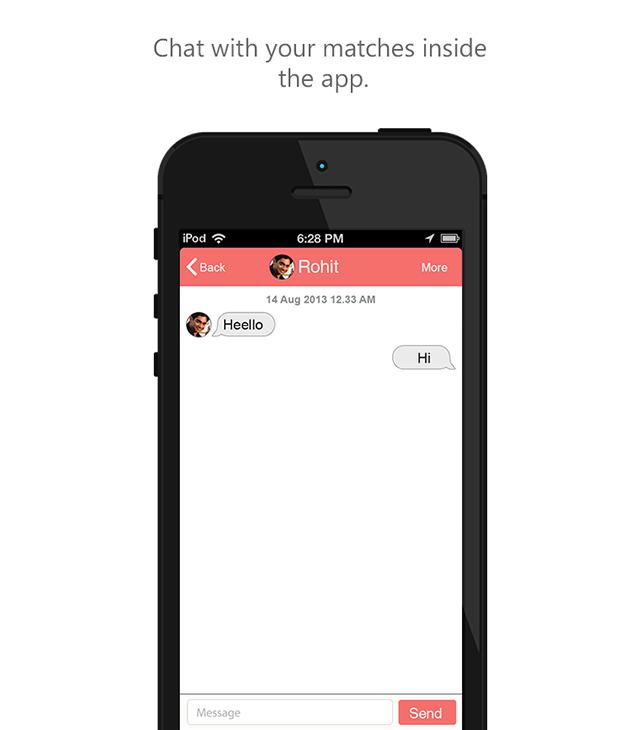 Chat with your matches inside
the app.
iPod 6:28 PM
Back Rohit More
14 Aug 2013 12.33 AM
Heello
Hi
Message Send